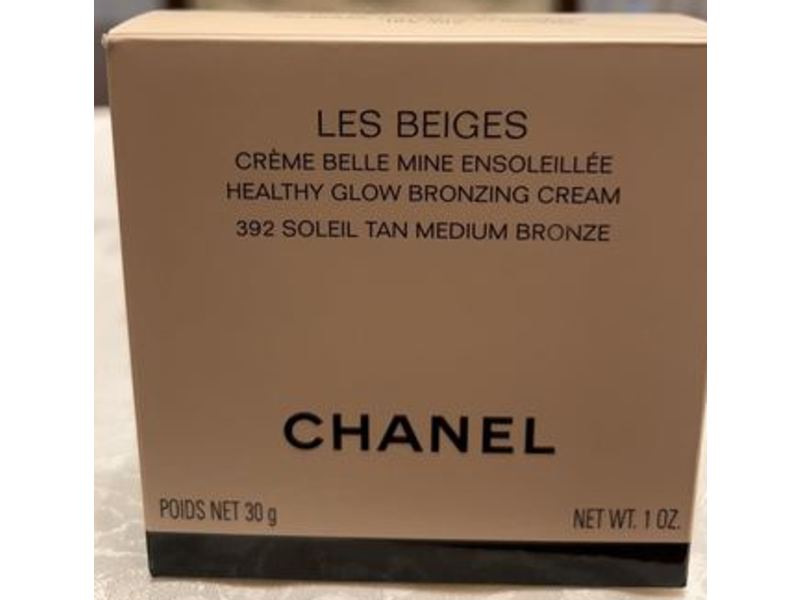 LES BEIGES
CRÈME BELLE MINE ENSOLEILLÉE
HEALTHY GLOW BRONZING CREAM
392 SOLEIL TAN MEDIUM BRONZE
CHANEL
POIDS NET 30 g
NET WT. 1 OZ.